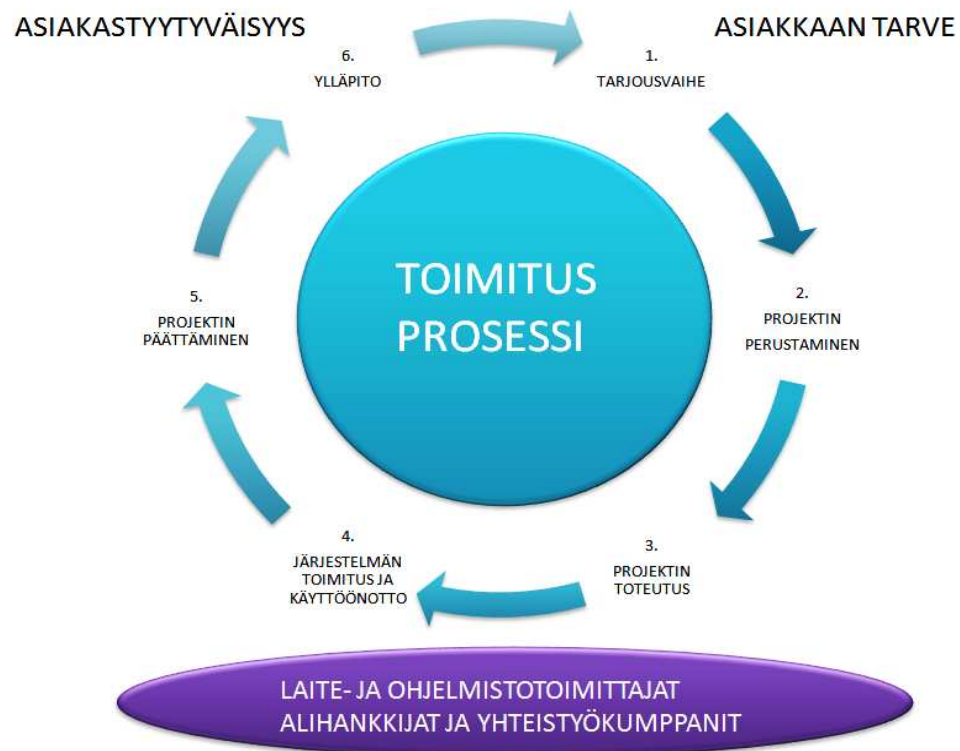 ASIAKASTYYTYVÄISYYS
ASIAKKAAN TARVE
1.
TARJOUSVAIHE
2.
PROJEKTIN
PERUSTAMINEN
3.
PROJEKTIN
TOTEUTUS
4.
JÄRJESTELMÄN
TOIMITUS JA
KÄYTTÖÖNOTTO
5.
PROJEKTIN
PÄÄTTÄMINEN
6.
YLLÄPITO
TOIMITUS
PROSESSI
LAITE- JA OHJELMISTOTOIMITTAJAT
ALIHANKKIJAT JA YHTEISTYÖKUMPPANIT